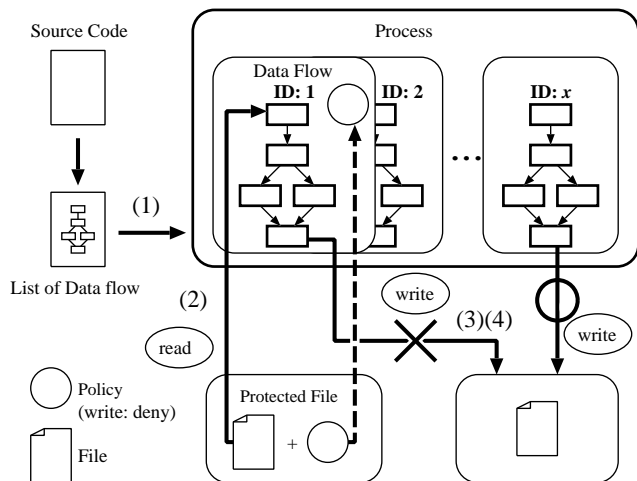 Source Code
Process
Data Flow
ID: 1
ID: 2
ID: x
...
(1)
List of Data flow
(2)
write
(3)(4)
read
write
Policy
(write: deny)
Protected File
+
File